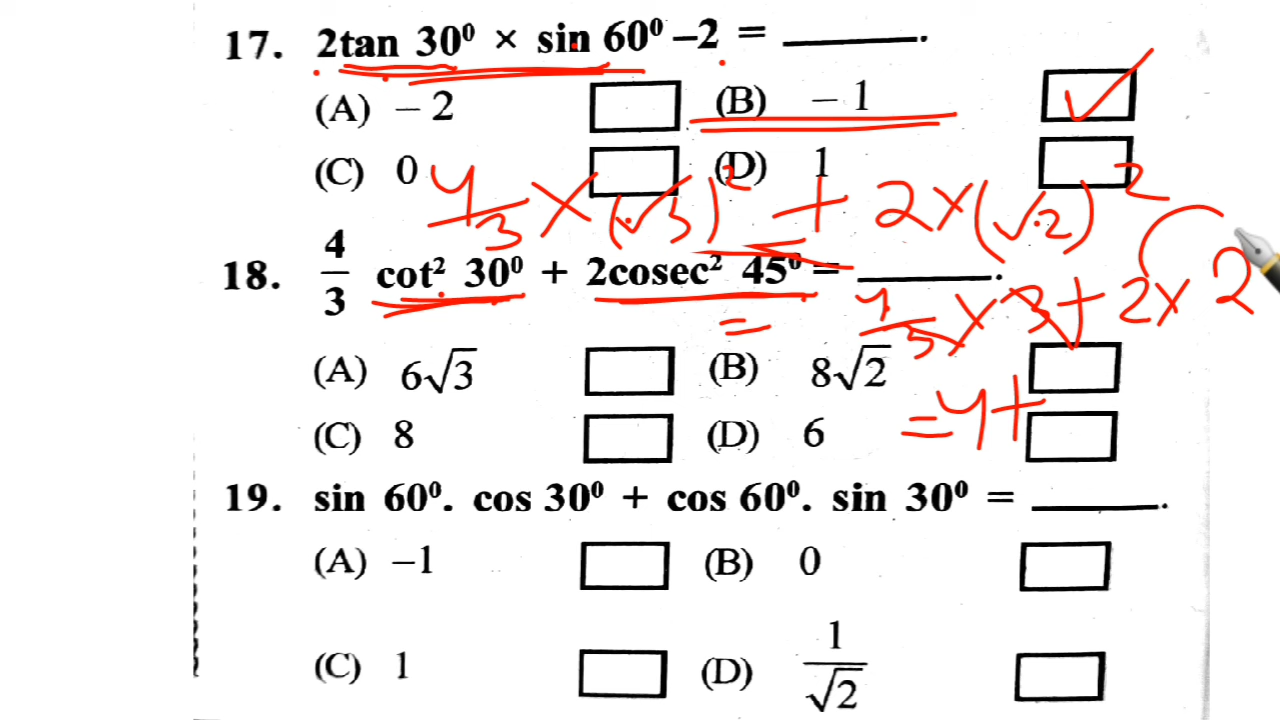 17. 2tan 30⁰ × sin 60⁰ –2 = ______.
(A) – 2 (B) – 1 ✓
(C) 0 (D) 1
4/3 × (√3)² + 2×(√2)²
18. 4/3 cot² 30⁰ + 2cosec² 45⁰ = ______.
= 4/3 × 3 + 2 × 2
(A) 6√3 (B) 8√2
= 4+
(C) 8 (D) 6
19. sin 60⁰. cos 30⁰ + cos 60⁰. sin 30⁰ = ______.
(A) –1 (B) 0
(C) 1 (D) 1/√2